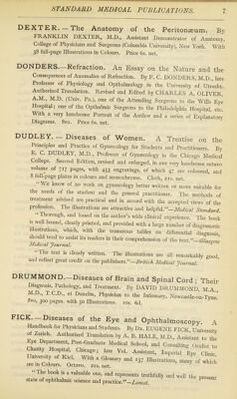 STANDARD MEDICAL PUBLICATIONS. 7
DEXTER.—The Anatomy of the Peritonæum. By
FRANKLIN DEXTER, M.D., Assistant Demonstrator of Anatomy,
College of Physicians and Surgeons (Columbia University), New York. With
38 full-page Illustrations in Colours. Price 6s. net.
DONDERS.—Refraction. An Essay on the Nature and the
Consequences of Anomalies of Refraction. By F. C. DONDERS, M.D., late
Professor of Physiology and Ophthalmology in the University of Utrecht.
Authorized Translation. Revised and Edited by CHARLES A. OLIVER,
A.M., M.D. (Univ. Pa.), one of the Attending Surgeons to the Wills Eye
Hospital; one of the Ophthalmic Surgeons to the Philadelphia Hospital, etc.
With a very handsome Portrait of the Author and a series of Explanatory
Diagrams. 8vo. Price 6s. net.
DUDLEY.—Diseases of Women. A Treatise on the
Principles and Practice of Gynecology for Students and Practitioners. By
E. C. DUDLEY, M.D., Professor of Gynecology in the Chicago Medical
College. Second Edition, revised and enlarged, in one very handsome octavo
volume of 717 pages, with 453 engravings, of which 47 are coloured, and
8 full-page plates in colours and monochrome. Cloth, net.
"We know of no work on gynecology better written or more suitable for
the needs of the student and the general practitioner. The methods of
treatment advised are practical and in accord with the accepted views of the
profession. The illustrations are attractive and helpful."—Medical Standard.
"Thorough, and based on the author's wide clinical experience. The book
is well bound, clearly printed, and provided with a large number of diagrammatic
illustrations, which, with the numerous tables on differential diagnosis,
should tend to assist its readers in their comprehension of the text."—Glasgow
Medical Journal.
"The text is clearly written. The illustrations are all remarkably good,
and reflect great credit on the publishers."—British Medical Journal.
DRUMMOND.—Diseases of Brain and Spinal Cord; Their
Diagnosis, Pathology, and Treatment. By DAVID DRUMMOND, M.A.,
M.D., T.C.D., et Dunelm, Physician to the Infirmary, Newcastle-on-Tyne.
8vo, 300 pages, with 50 Illustrations. 10s. 6d.
FICK.—Diseases of the Eye and Ophthalmoscopy. A
Handbook for Physicians and Students. By Dr. EUGENE FICK, University
of Zurich. Authorized Translation by A. B. HALE, M.D., Assistant to the
Eye Department, Post-Graduate Medical School, and Consulting Oculist to
Charity Hospital, Chicago; late Vol. Assistant, Imperial Eye Clinic,
University of Kiel. With a Glossary and 157 Illustrations, many of which
are in Colours. Octavo. net.
"The book is a valuable one, and represents truthfully and well the present
state of ophthalmic science and practice."—Lancet.